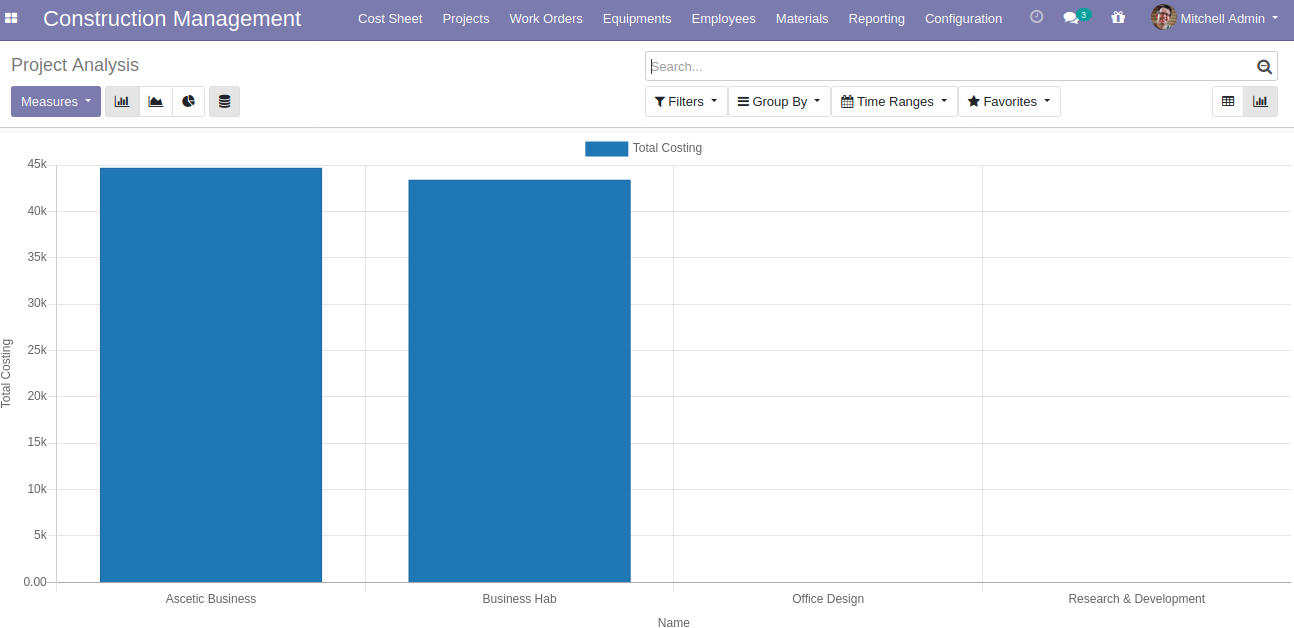 Construction Management
Cost Sheet Projects Work Orders Equipments Employees Materials Reporting Configuration 3 Mitchell Admin
Project Analysis
Search...
Measures
Filters Group By Time Ranges Favorites
Total Costing
45k
40k
35k
30k
25k
20k
15k
10k
5k
0.00
Total Costing
Ascetic Business Business Hab Office Design Research & Development
Name